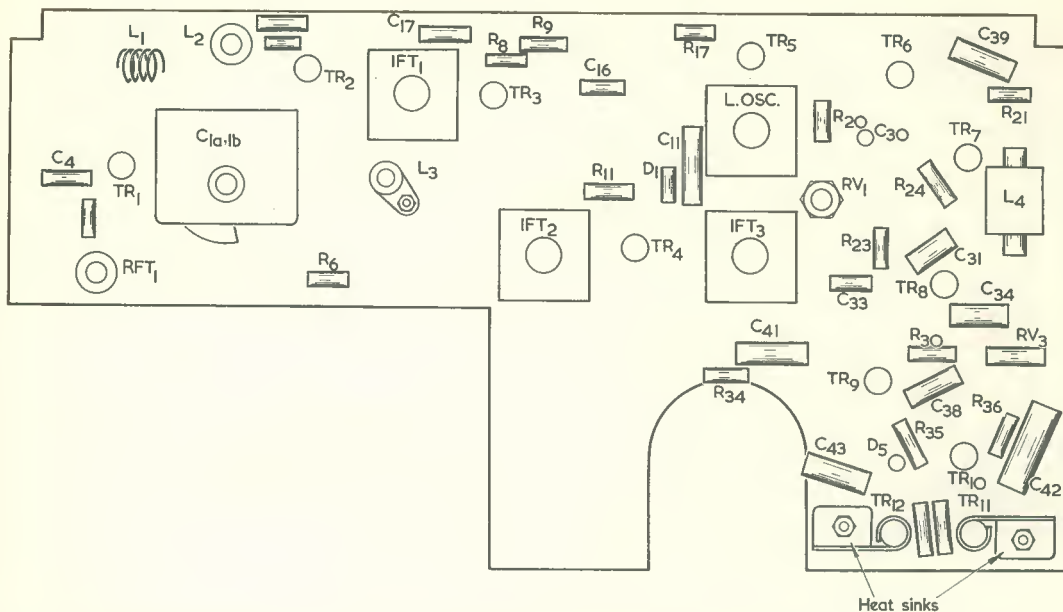 L1
L2
C17
R8
R9
R17
TR5
TR6
C39
TR2
IFT1
TR3
C16
L.OSC.
R20
C30
R21
TR7
C4
TR1
C1a,1b
L3
R11
D1
C11
RV1
R24
L4
RFT1
R6
IFT2
TR4
IFT3
R23
C31
C33
TR8
C34
C41
R34
R30
RV3
TR9
C38
R36
R35
C43
D5
TR10
C42
TR12
TR11
Heat sinks